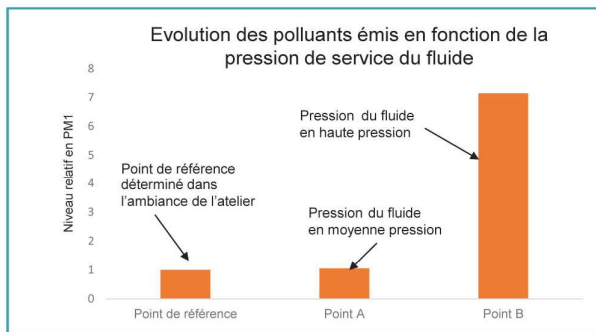 Evolution des polluants émis en fonction de la
pression de service du fluide
Niveau relatif en PM1
8
7
6
5
4
3
2
1
0
Point de référence
déterminé dans
l'ambiance de l'atelier
Pression du fluide
en moyenne pression
Pression du fluide
en haute pression
Point de référence
Point A
Point B